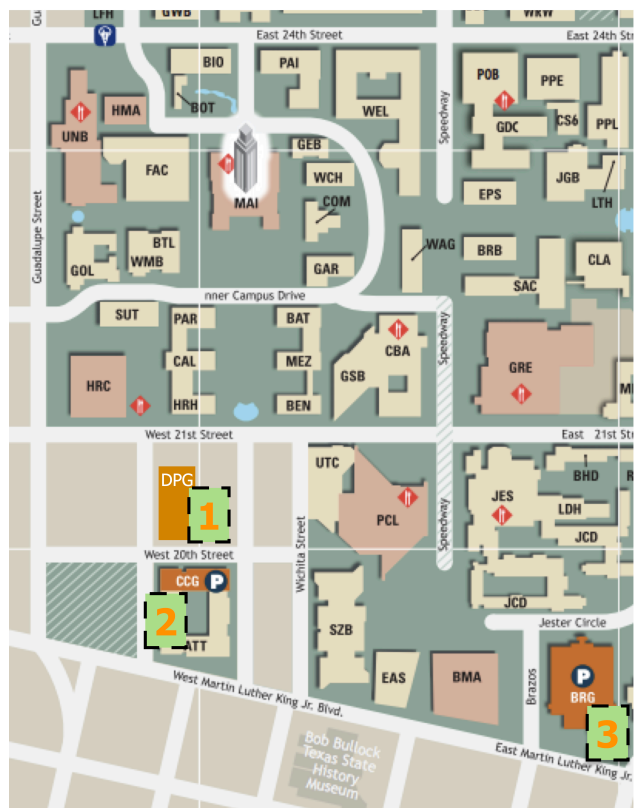 LFH
GWB
WRW
Gu
East 24th Street
East 24th Str
BIO
PAI
POB
PPE
BOT
HMA
WEL
Speedway
CS6
PPL
UNB
GDC
GEB
FAC
WCH
JGB
EPS
LTH
MAI
COM
Guadalupe Street
BTL
WMB
WAG
BRB
GOL
GAR
CLA
SAC
nner Campus Drive
SUT
PAR
BAT
Speedway
CBA
CAL
MEZ
GRE
HRC
GSB
HRH
BEN
West 21st Street
East 21st Str
UTC
BHD
DPG
JES
LDH
1
PCL
Speedway
JCD
Wichita Street
West 20th Street
CCG
P
JCD
2
ATT
SZB
Jester Circle
EAS
BMA
Brazos
P
BRG
West Martin Luther King Jr. Blvd.
3
East Martin Luther King Jr.
Bob Bullock
Texas State
History
Museum